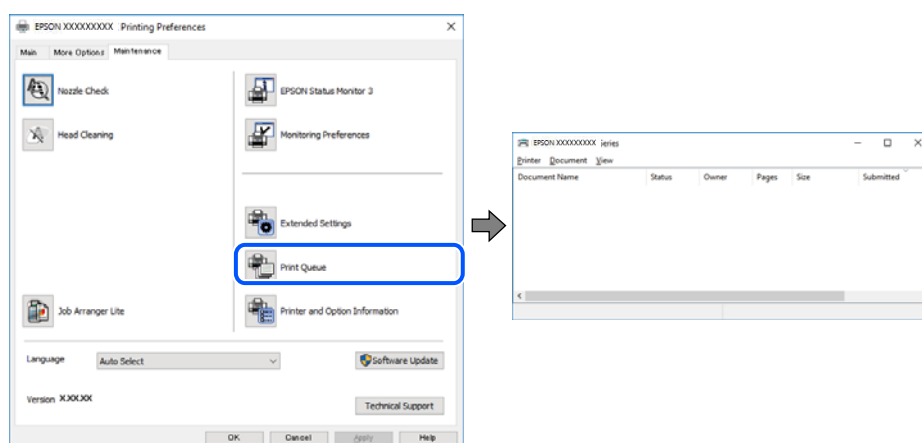 EPSON XXXXXXXXX Printing Preferences
Main More Options Maintenance
Nozzle Check
EPSON Status Monitor 3
Head Cleaning
Monitoring Preferences
Extended Settings
Print Queue
Job Arranger Lite
Printer and Option Information
Language Auto Select
Software Update
Version X.XX.XX
Technical Support
OK Cancel Apply Help
EPSON XXXXXXXXX ieries
Printer Document View
Document Name Status Owner Pages Size Submitted